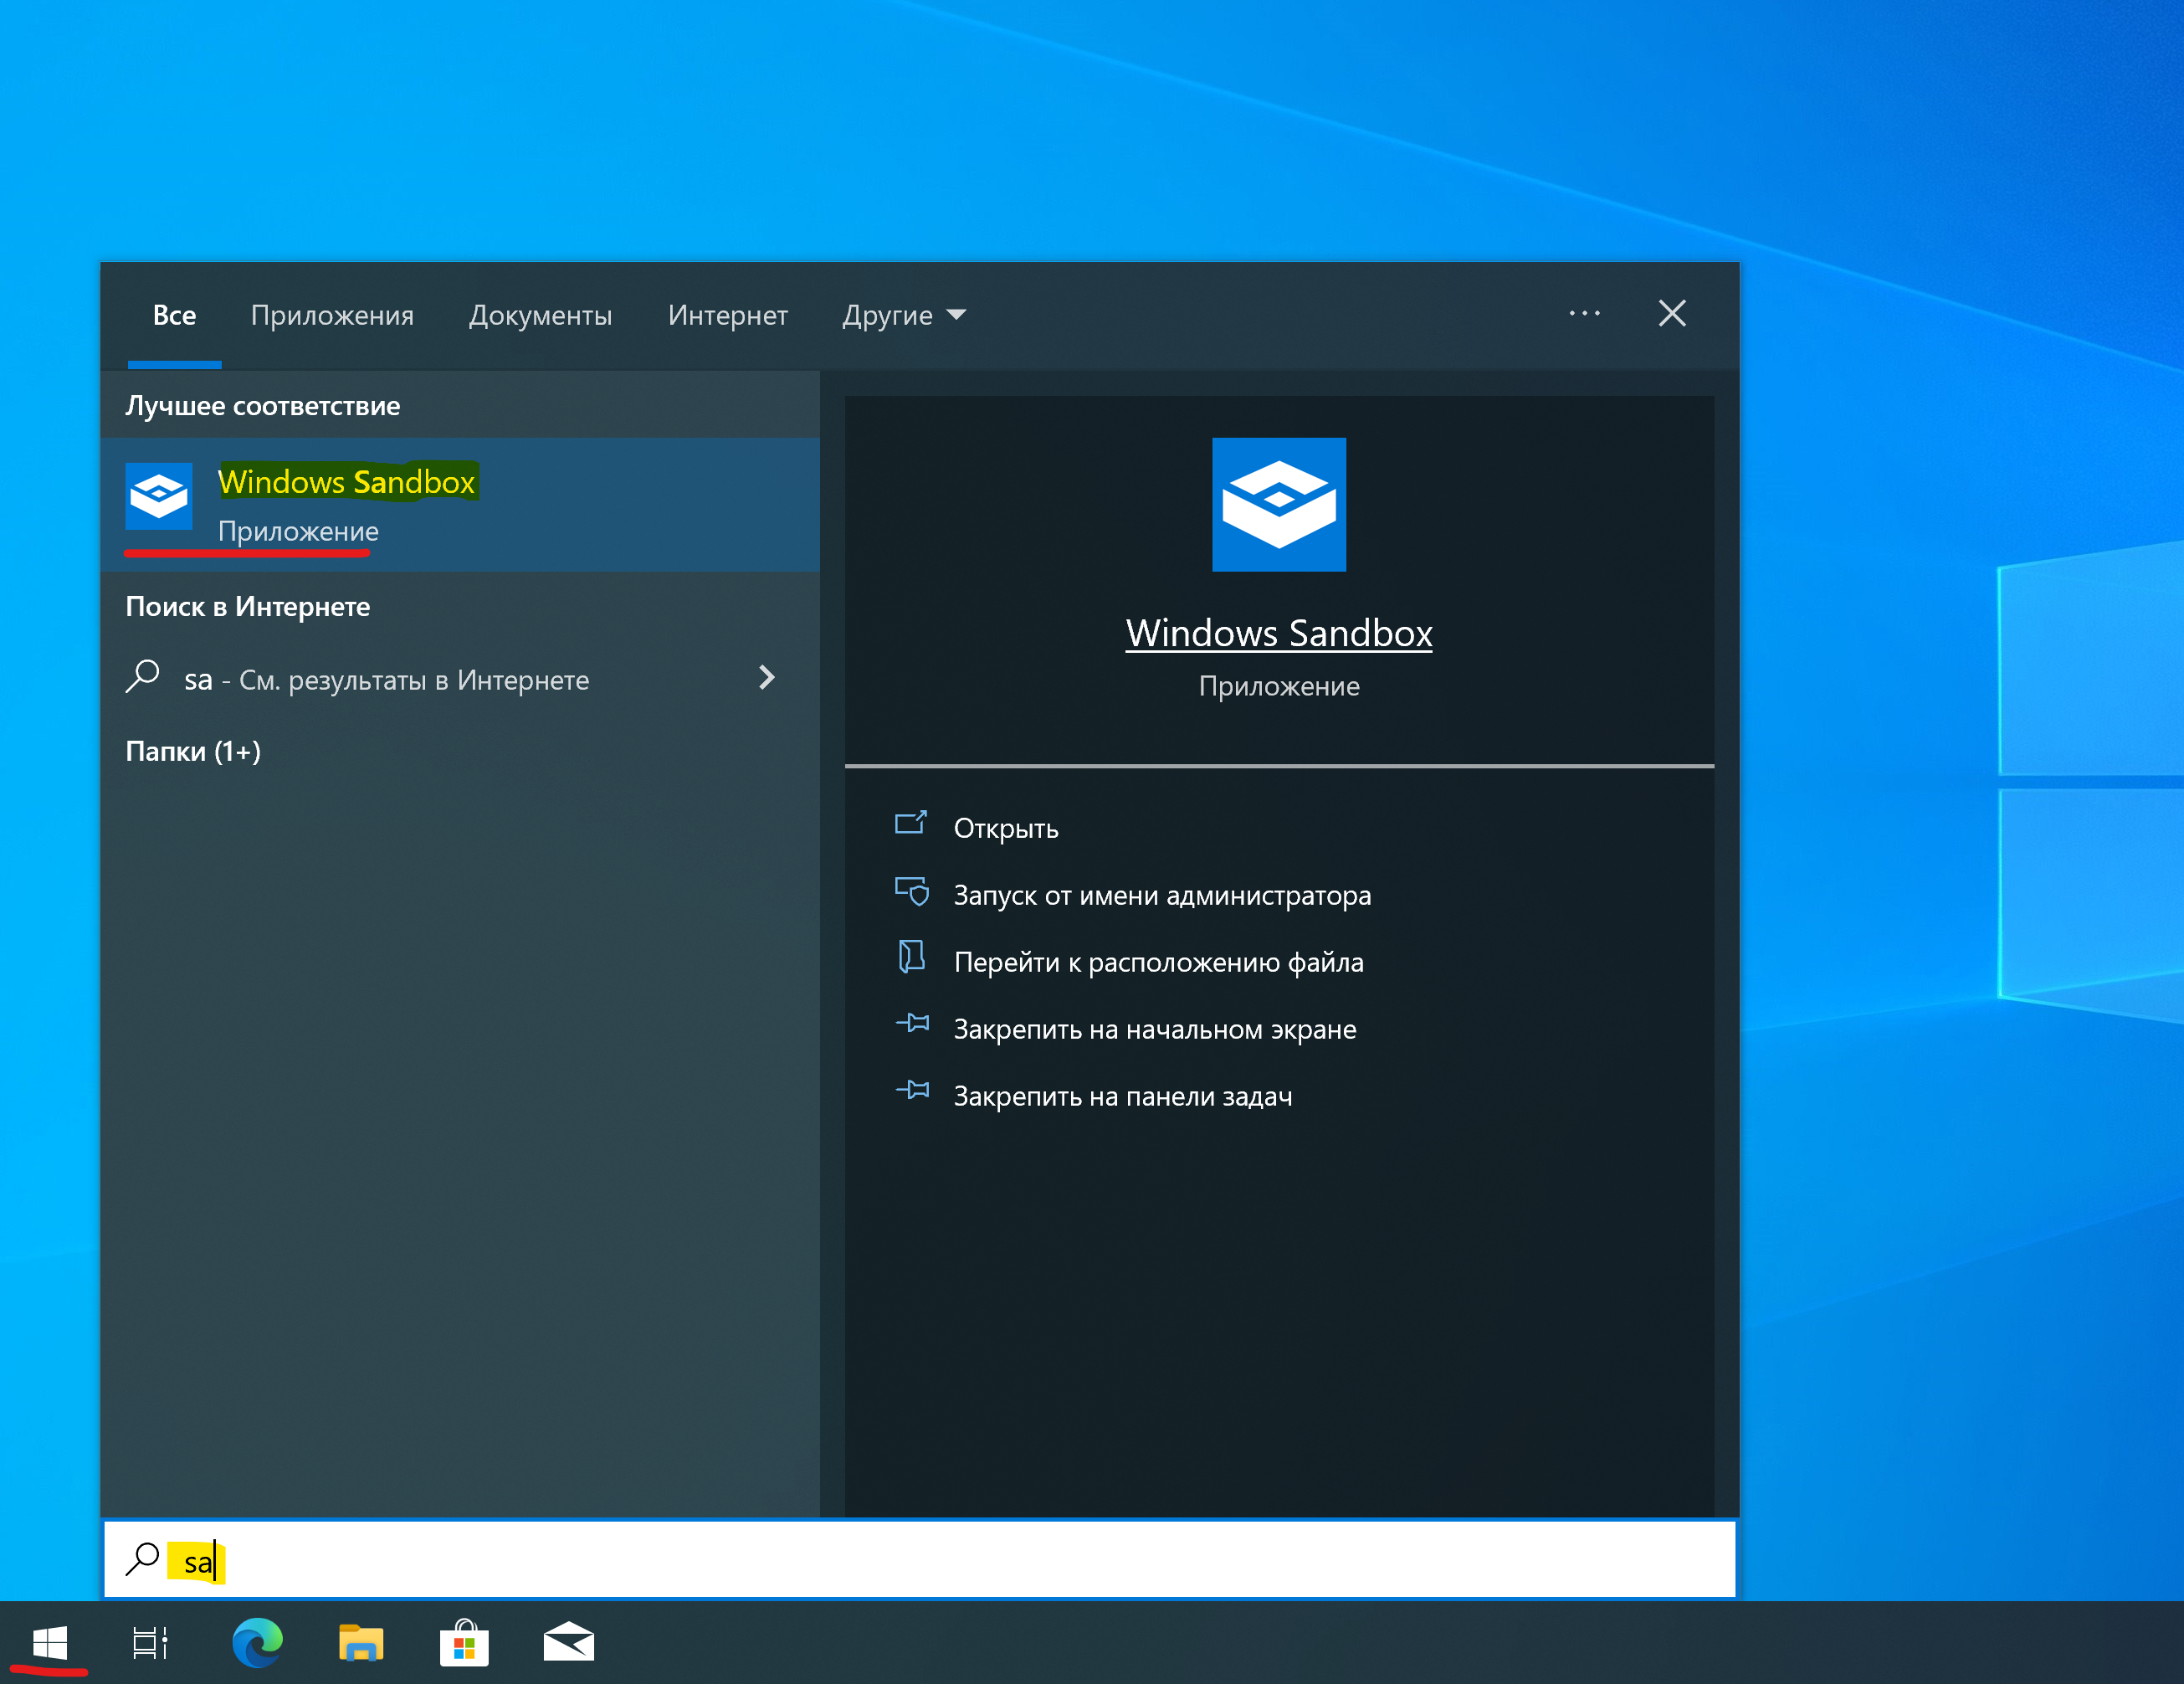 Все Приложения Документы Интернет Другие
Лучшее соответствие
Windows Sandbox
Приложение
Поиск в Интернете
sa - См. результаты в Интернете
Папки (1+)
Windows Sandbox
Приложение
Открыть
Запуск от имени администратора
Перейти к расположению файла
Закрепить на начальном экране
Закрепить на панели задач
sa